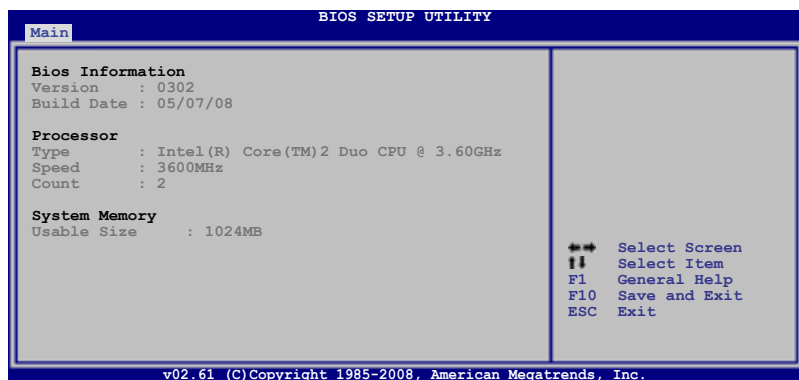 BIOS SETUP UTILITY
Main
Bios Information
Version : 0302
Build Date : 05/07/08
Processor
Type : Intel(R) Core(TM)2 Duo CPU @ 3.60GHz
Speed : 3600MHz
Count : 2
System Memory
Usable Size : 1024MB
←→ Select Screen
↑↓ Select Item
F1 General Help
F10 Save and Exit
ESC Exit
v02.61 (C)Copyright 1985-2008, American Megatrends, Inc.